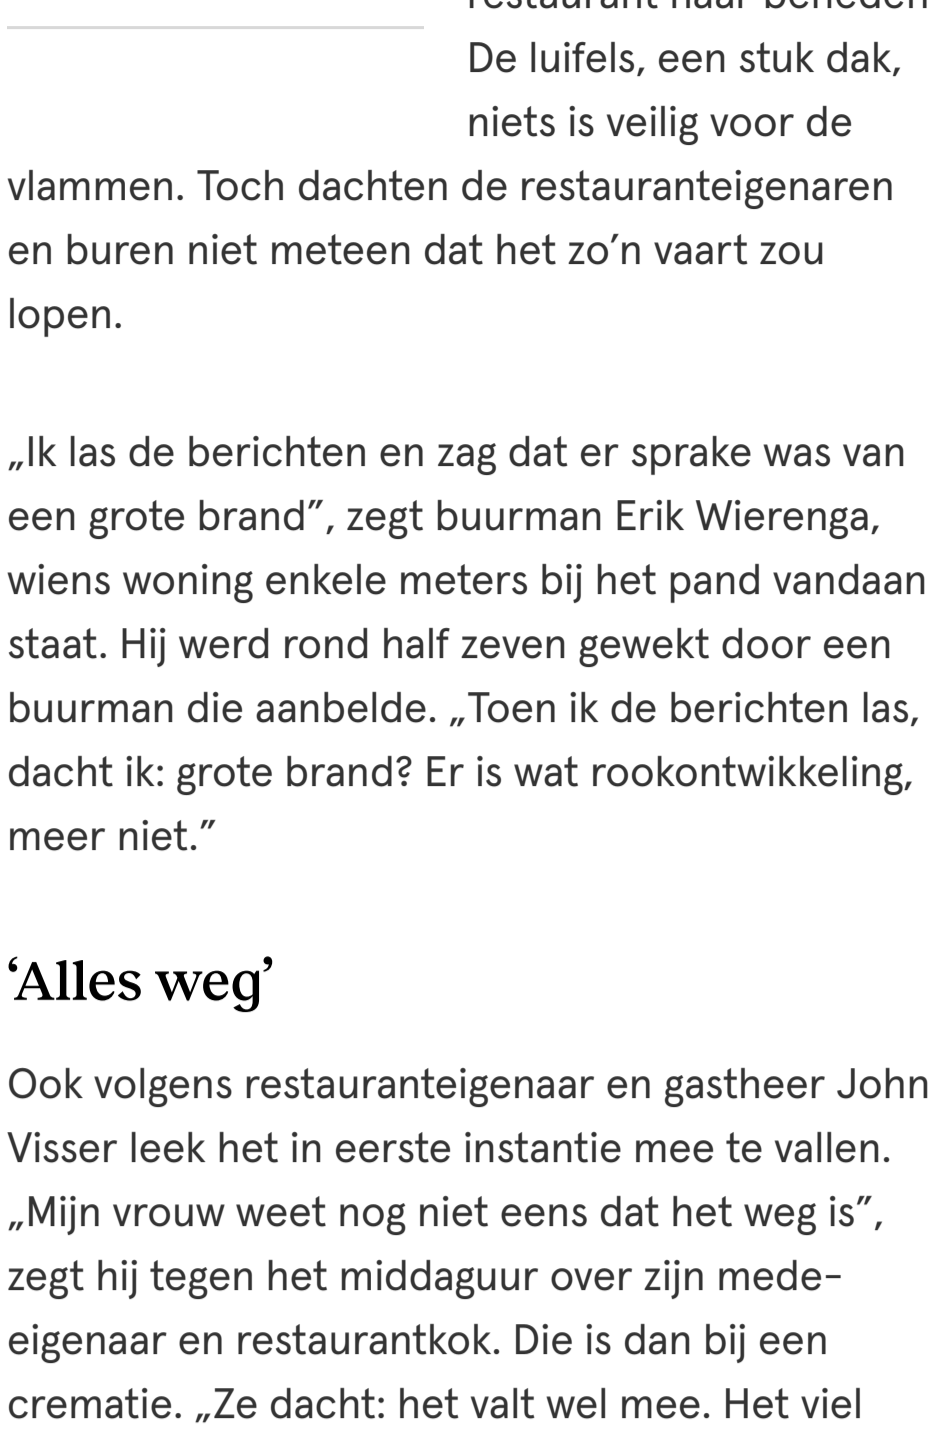 restaurant naar beneden
De luifels, een stuk dak,
niets is veilig voor de
vlammen. Toch dachten de restauranteigenaren
en buren niet meteen dat het zo’n vaart zou
lopen.
„Ik las de berichten en zag dat er sprake was van
een grote brand”, zegt buurman Erik Wierenga,
wiens woning enkele meters bij het pand vandaan
staat. Hij werd rond half zeven gewekt door een
buurman die aanbelde. „Toen ik de berichten las,
dacht ik: grote brand? Er is wat rookontwikkeling,
meer niet.”
‘Alles weg’
Ook volgens restauranteigenaar en gastheer John
Visser leek het in eerste instantie mee te vallen.
„Mijn vrouw weet nog niet eens dat het weg is”,
zegt hij tegen het middaguur over zijn mede-
eigenaar en restaurantkok. Die is dan bij een
crematie. „Ze dacht: het valt wel mee. Het viel